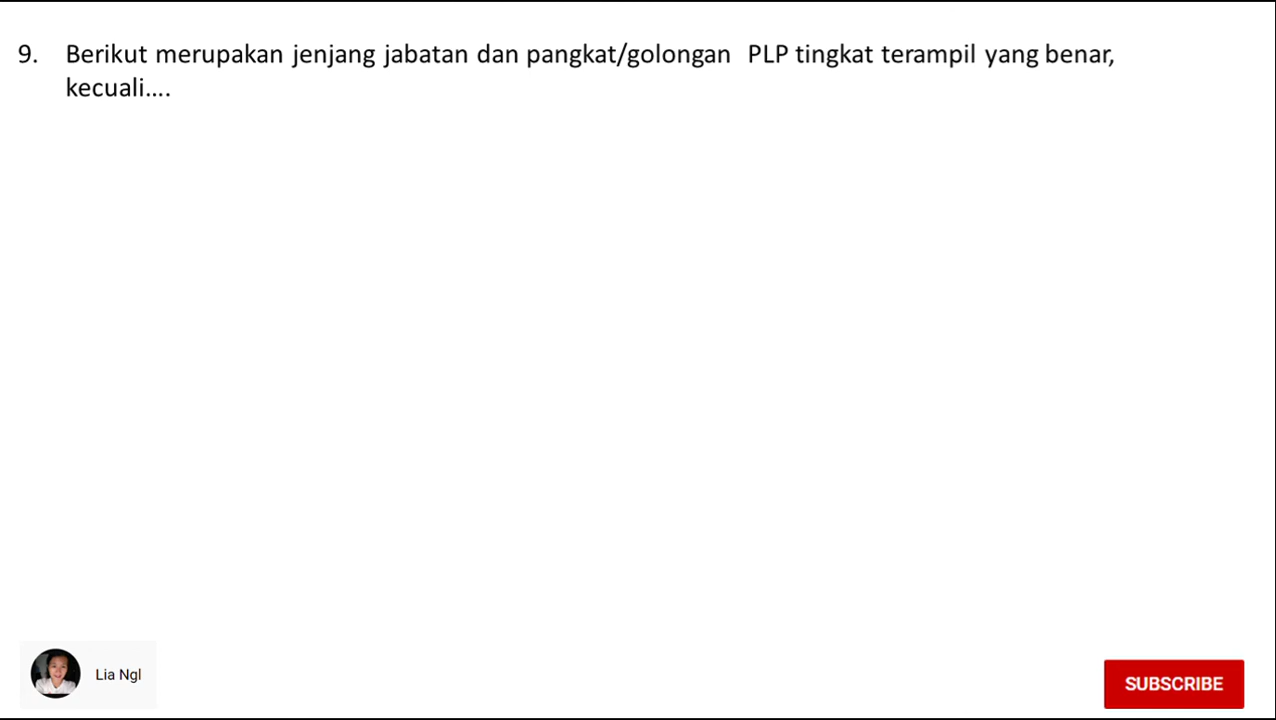 9. Berikut merupakan jenjang jabatan dan pangkat/golongan PLP tingkat terampil yang benar,
kecuali....
Lia Ngl
SUBSCRIBE